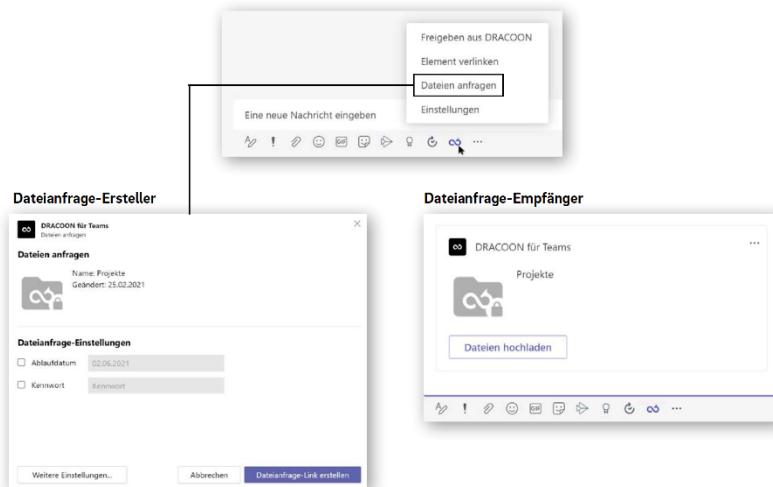 Freigeben aus DRACOON
Element verlinken
Dateien anfragen
Einstellungen
Eine neue Nachricht eingeben
GIF
Dateianfrage-Ersteller
DRACOON für Teams
Dateien anfragen
Dateien anfragen
Name: Projekte
Geändert: 25.02.2021
Dateianfrage-Einstellungen
Ablaufdatum 02.06.2021
Kennwort Kennwort
Weitere Einstellungen... Abbrechen Dateianfrage-Link erstellen
Dateianfrage-Empfänger
DRACOON für Teams
Projekte
Dateien hochladen
GIF